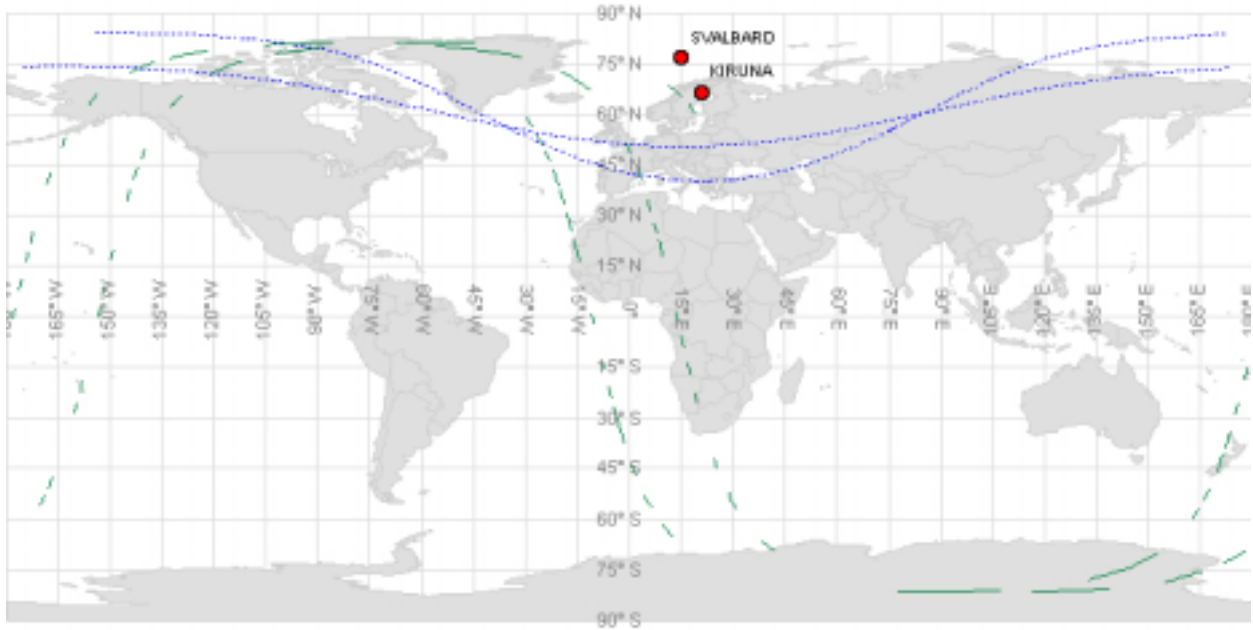 90° N
SVALBARD
75° N
KIRUNA
60° N
45° N
30° N
15° N
165° W
150° W
135° W
120° W
105° W
90° W
75° W
60° W
45° W
30° W
15° W
0°
15° E
30° E
45° E
60° E
75° E
90° E
105° E
120° E
135° E
150° E
165° E
15° S
30° S
45° S
60° S
75° S
90° S